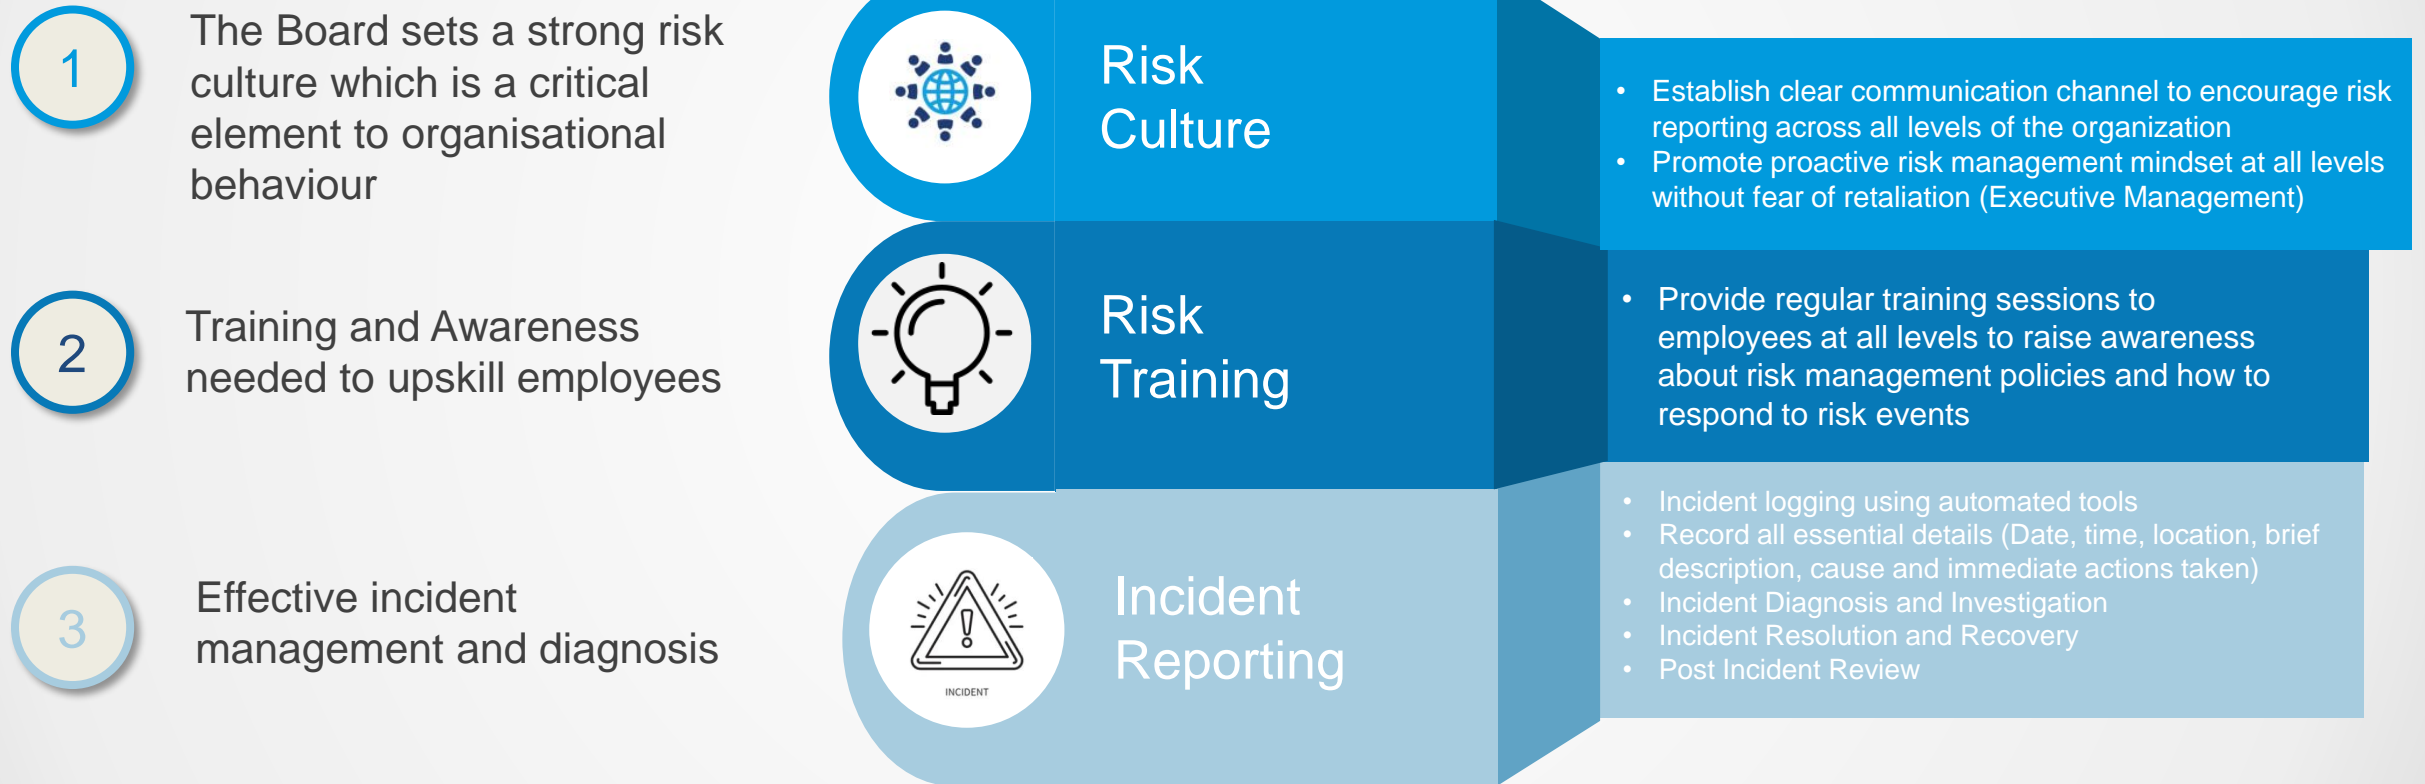 1
The Board sets a strong risk
culture which is a critical
element to organisational
behaviour
Risk
Culture
• Establish clear communication channel to encourage risk
reporting across all levels of the organization
• Promote proactive risk management mindset at all levels
without fear of retaliation (Executive Management)
2
Training and Awareness
needed to upskill employees
Risk
Training
• Provide regular training sessions to
employees at all levels to raise awareness
about risk management policies and how to
respond to risk events
3
Effective incident
management and diagnosis
INCIDENT
Incident
Reporting
• Incident logging using automated tools
• Record all essential details (Date, time, location, brief
description, cause and immediate actions taken)
• Incident Diagnosis and Investigation
• Incident Resolution and Recovery
• Post Incident Review